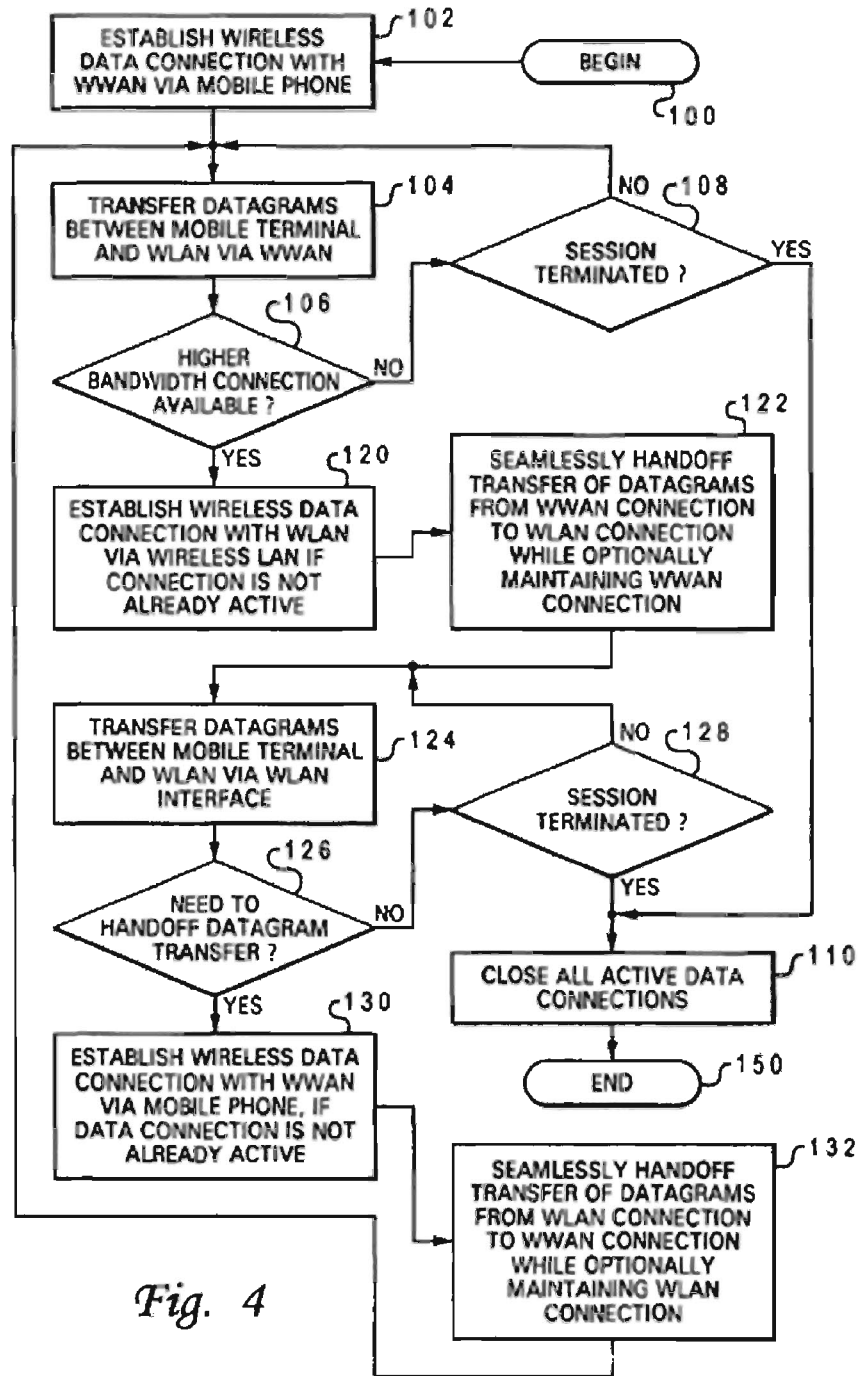 102
ESTABLISH WIRELESS
DATA CONNECTION WITH
WWAN VIA MOBILE PHONE
BEGIN
100
104
TRANSFER DATAGRAMS
BETWEEN MOBILE TERMINAL
AND WLAN VIA WWAN
NO
108
SESSION
TERMINATED ?
YES
106
HIGHER
BANDWIDTH CONNECTION
AVAILABLE ?
NO
YES
120
ESTABLISH WIRELESS DATA
CONNECTION WITH WLAN
VIA WIRELESS LAN IF
CONNECTION IS NOT
ALREADY ACTIVE
122
SEAMLESSLY HANDOFF
TRANSFER OF DATAGRAMS
FROM WWAN CONNECTION
TO WLAN CONNECTION
WHILE OPTIONALLY
MAINTAINING WWAN
CONNECTION
TRANSFER DATAGRAMS
BETWEEN MOBILE TERMINAL
AND WLAN VIA WLAN
INTERFACE
124
NO
128
SESSION
TERMINATED ?
YES
126
NEED TO
HANDOFF DATAGRAM
TRANSFER ?
NO
YES
110
CLOSE ALL ACTIVE DATA
CONNECTIONS
END
150
130
ESTABLISH WIRELESS DATA
CONNECTION WITH WWAN
VIA MOBILE PHONE, IF
DATA CONNECTION IS NOT
ALREADY ACTIVE
132
SEAMLESSLY HANDOFF
TRANSFER OF DATAGRAMS
FROM WLAN CONNECTION
TO WWAN CONNECTION
WHILE OPTIONALLY
MAINTAINING WLAN
CONNECTION
Fig. 4